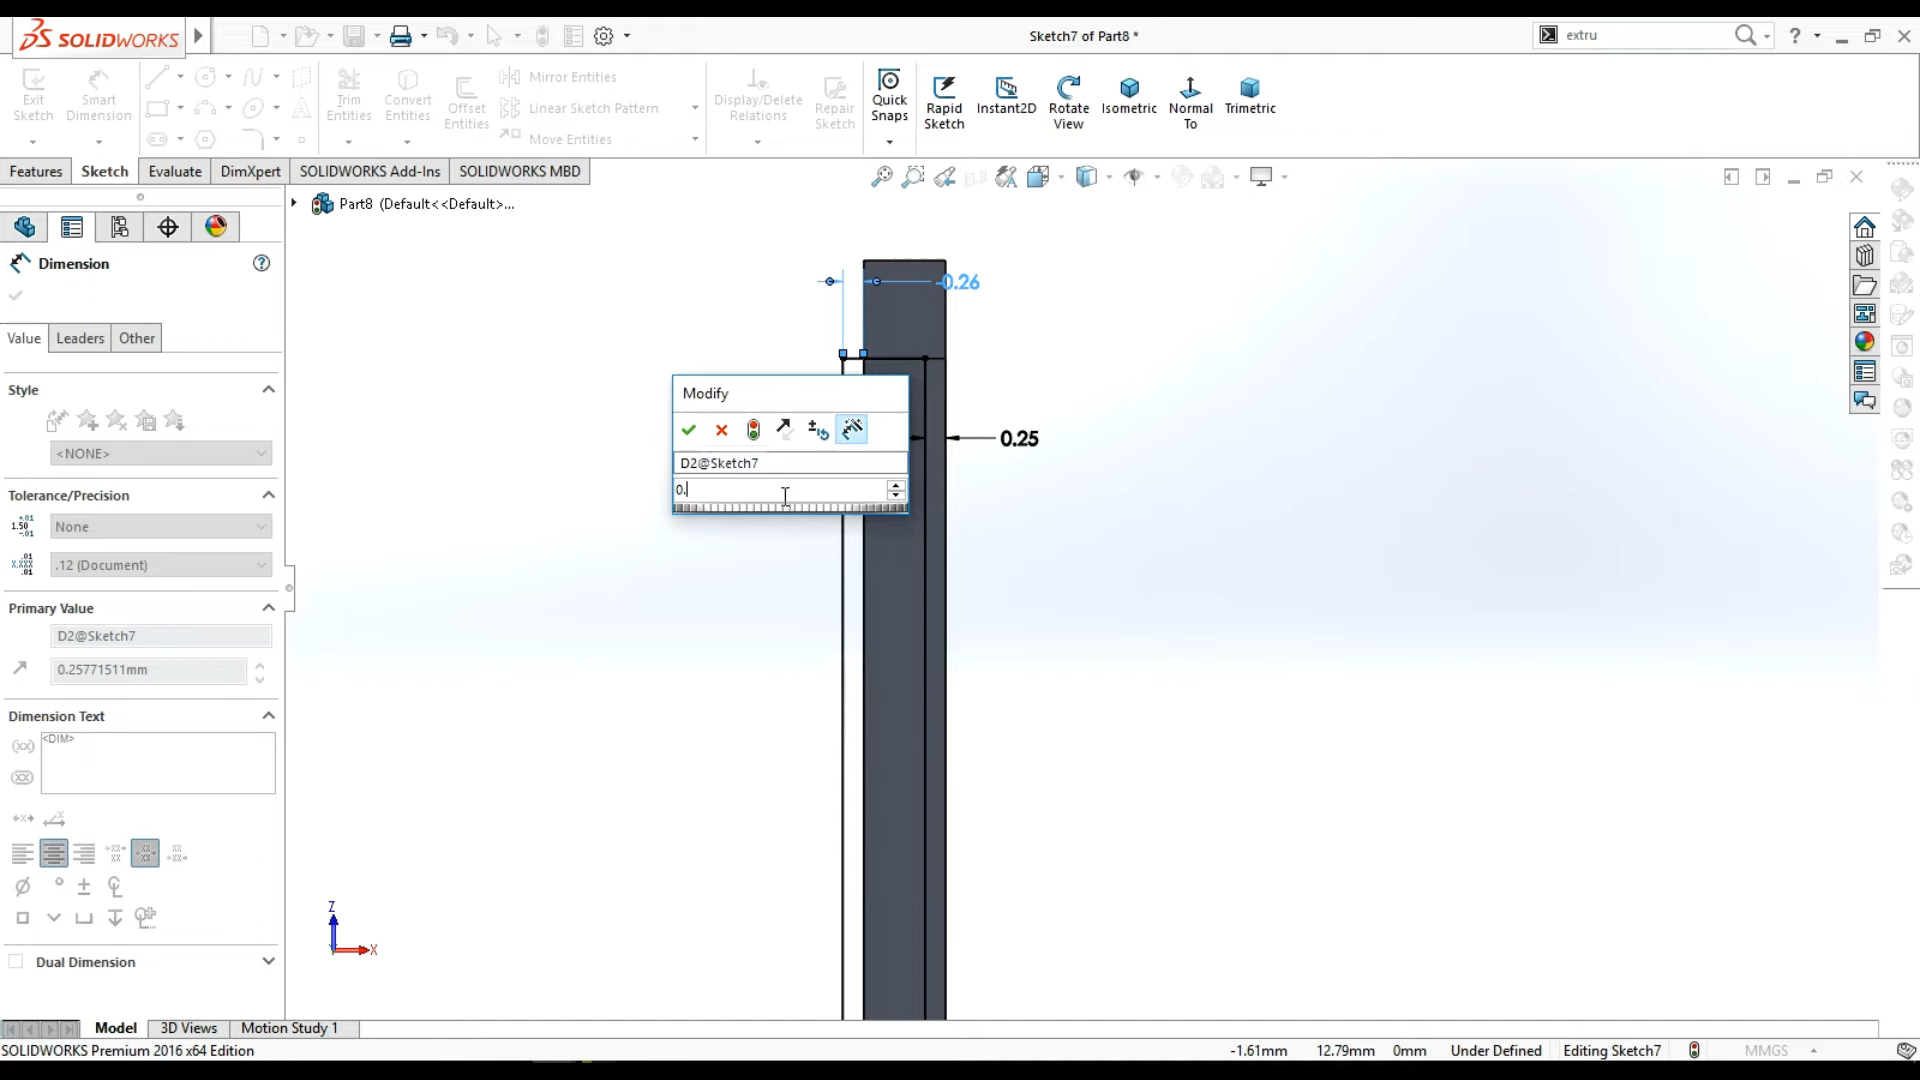 SOLIDWORKS
Sketch7 of Part8 *
extru
Exit Sketch
Smart Dimension
Trim Entities
Convert Entities
Offset Entities
Mirror Entities
Linear Sketch Pattern
Move Entities
Display/Delete Relations
Repair Sketch
Quick Snaps
Rapid Sketch
Instant2D
Rotate View
Isometric
Normal To
Trimetric
Features
Sketch
Evaluate
DimXpert
SOLIDWORKS Add-Ins
SOLIDWORKS MBD
Part8 (Default<<Default>...
Dimension
Value
Leaders
Other
Style
<NONE>
Tolerance/Precision
None
.12 (Document)
Primary Value
D2@Sketch7
0.25771511mm
Dimension Text
<DIM>
Dual Dimension
0.26
0.25
Modify
D2@Sketch7
0.
Z
X
Model
3D Views
Motion Study 1
SOLIDWORKS Premium 2016 x64 Edition
-1.61mm
12.79mm
0mm
Under Defined
Editing Sketch7
MMGS